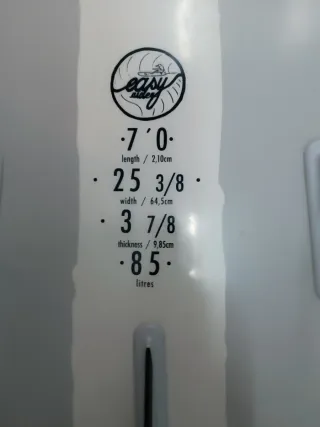 easy
rider
·7´0·
length / 2,10cm
· 25 3/8 ·
width / 64,5cm
· 3 7/8
thickness / 9,85cm
·85·
litres